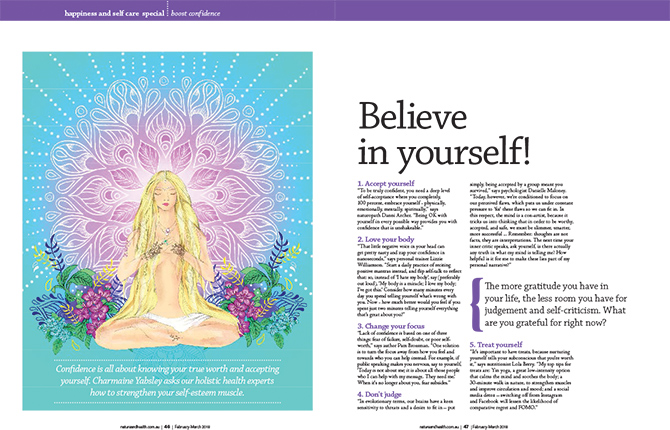 happiness and self care special
boost confidence
Confidence is all about knowing your true worth and accepting
yourself. Charmaine Yabsley asks our holistic health experts
how to strengthen your self-esteem muscle.
natureandhealth.com.au | 46 | February-March 2018
Believe
in yourself!
1. Accept yourself
"To be truly confident, you need a deep level
of self-acceptance where you completely,
100 percent, embrace yourself - physically,
emotionally, mentally, spiritually," says
naturopath Danni Archer. "Being OK with
yourself in every possible way provides you with
confidence that is unshakeable."
2. Love your body
"That little negative voice in your head can
get pretty nasty and zap your confidence in
nanoseconds," says personal trainer Lizzie
Williamson. "Start a daily practice of reciting
positive mantras instead, and flip self-talk to reflect
that: so, instead of 'I hate my body', say (preferably
out loud), 'My body is a miracle; I love my body;
I've got this.' Consider how many minutes every
day you spend telling yourself what's wrong with
you. Now - how much better would you feel if you
spent just two minutes telling yourself everything
that's great about you?"
3. Change your focus
"Lack of confidence is based on one of three
things: fear of failure, self-doubt, or poor self-
worth," says author Pam Brossman. "One solution
is to turn the focus away from how you feel and
towards who you can help instead. For example, if
public speaking makes you nervous, say to yourself,
'Today is not about me; it is about all those people
who I can help with my message. They need me.'
When it's no longer about you, fear subsides."
4. Don't judge
"In evolutionary terms, our brains have a keen
sensitivity to threats and a desire to fit in – put
simply, being accepted by a group meant you
survived," says psychologist Danielle Maloney.
"Today, however, we're conditioned to focus on
our perceived flaws, which puts us under constant
pressure to 'fix' these flaws so we can fit in. In
this respect, the mind is a con-artist, because it
tricks us into thinking that in order to be worthy,
accepted, and safe, we must be slimmer, smarter,
more successful ... Remember: thoughts are not
facts, they are interpretations. The next time your
inner critic speaks, ask yourself, is there actually
any truth in what my mind is telling me? How
helpful is it for me to make these lies part of my
personal narrative?"
The more gratitude you have in
your life, the less room you have for
judgement and self-criticism. What
are you grateful for right now?
5. Treat yourself
"It's important to have treats, because nurturing
yourself tells your subconscious that you're worth
it," says nutritionist Lola Berry. "My top tips for
treats are: Yin yoga, a great low-intensity option
that calms the mind and soothes the body; a
30-minute walk in nature, to strengthen muscles
and improve circulation and mood; and a social
media detox – switching off from Instagram
and Facebook will lessen the likelihood of
comparative regret and FOMO."
natureandhealth.com.au | 47 | February-March 2018